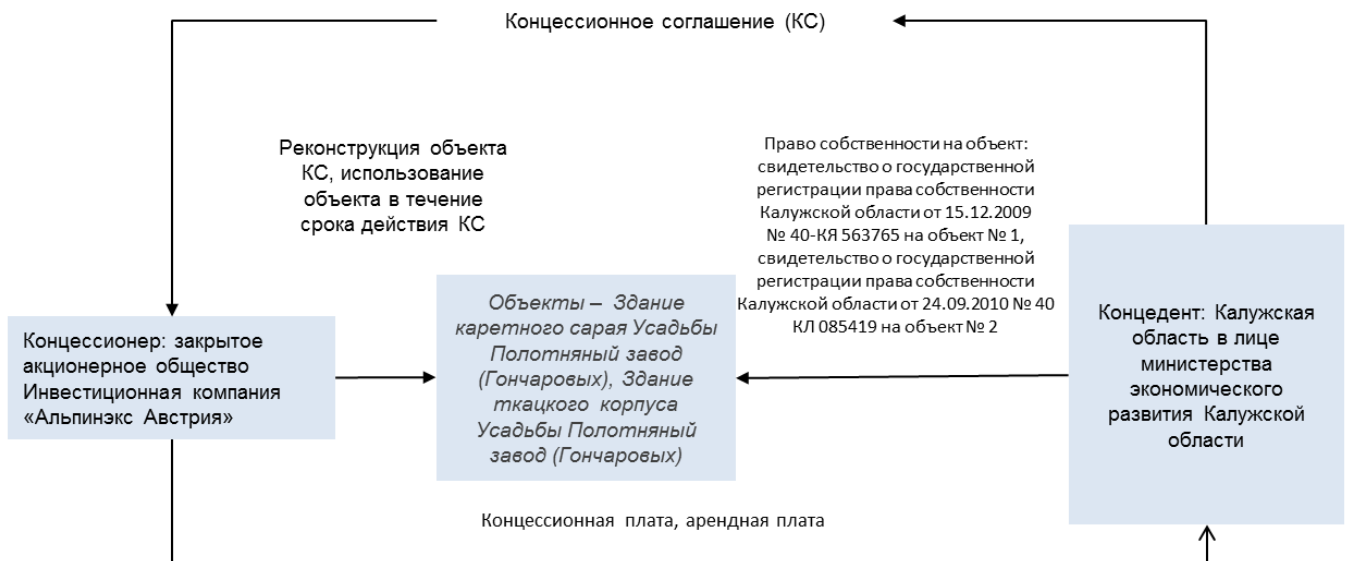 Концессионное соглашение (КС)
Реконструкция объекта
КС, использование
объекта в течение
срока действия КС
Право собственности на объект:
свидетельство о государственной
регистрации права собственности
Калужской области от 15.12.2009
№ 40-КЯ 563765 на объект № 1,
свидетельство о государственной
регистрации права собственности
Калужской области от 24.09.2010 № 40
КЛ 085419 на объект № 2
Концессионер: закрытое
акционерное общество
Инвестиционная компания
«Альпинэкс Австрия»
Объекты – Здание
каретного сарая Усадьбы
Полотняный завод
(Гончаровых), Здание
ткацкого корпуса
Усадьбы Полотняный
завод (Гончаровых)
Концедент: Калужская
область в лице
министерства
экономического
развития Калужской
области
Концессионная плата, арендная плата